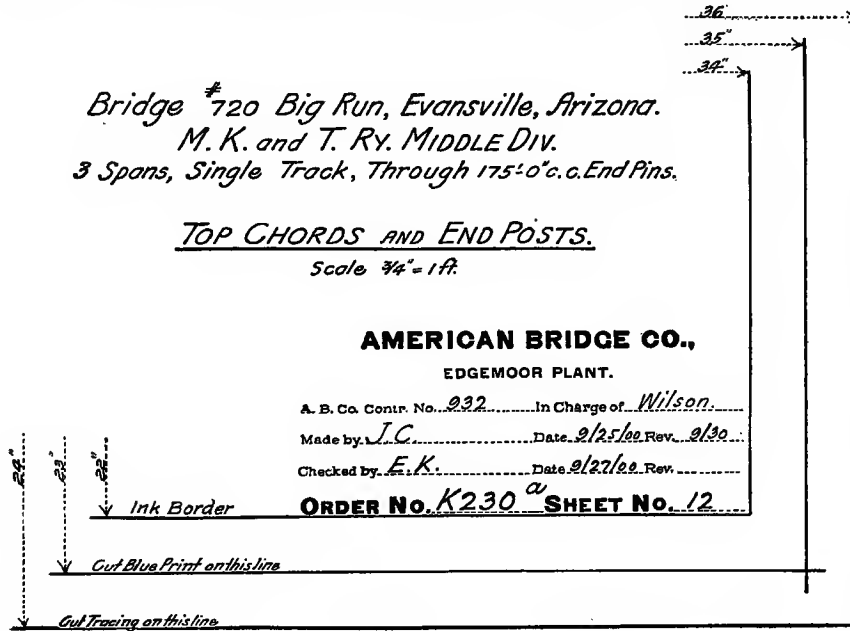 36"
35"
34"
Bridge #720 Big Run, Evansville, Arizona.
M. K. and T. Ry. Middle Div.
3 Spans, Single Track, Through 175'-0" c.c. End Pins.
Top Chords and End Posts.
Scale 3/4" = 1 ft.
AMERICAN BRIDGE CO.,
EDGEMOOR PLANT.
A. B. Co. Contr. No. 932 In Charge of Wilson.
Made by J.C. Date 9/25/00 Rev. 9/30
Checked by E.K. Date 9/27/00 Rev.
ORDER No. K230 a SHEET No. 12
24"
23"
22"
Ink Border
Cut Blue Print on this line
Cut Tracing on this line